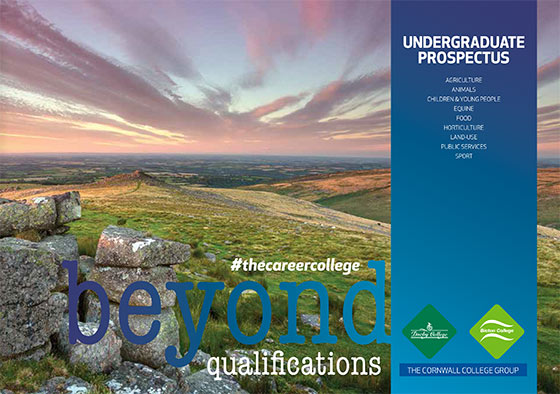 UNDERGRADUATE
PROSPECTUS
AGRICULTURE
ANIMALS
CHILDREN & YOUNG PEOPLE
EQUINE
FOOD
HORTICULTURE
LAND-USE
PUBLIC SERVICES
SPORT
#thecareercollege
beyond
qualifications
Duchy College
Bicton College
THE CORNWALL COLLEGE GROUP